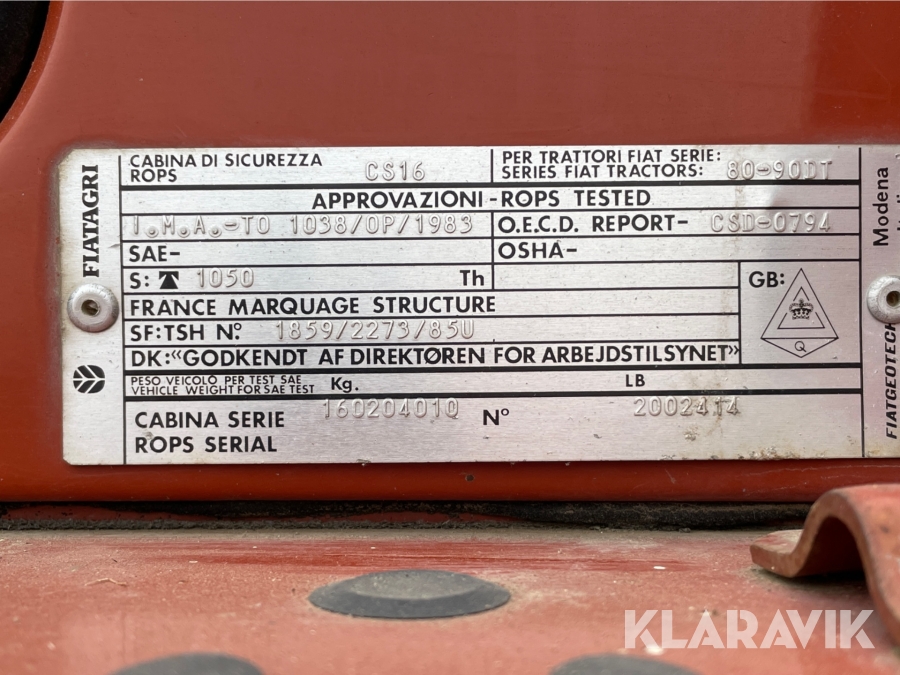 FIATAGRI
CABINA DI SICUREZZA
ROPS
CS16
PER TRATTORI FIAT SERIE:
SERIES FIAT TRACTORS:
80-90DT
APPROVAZIONI-ROPS TESTED
I.M.A.-TO 1038/OP/1983
O.E.C.D. REPORT- CSD-0794
SAE-
OSHA-
S: 1050 Th
FRANCE MARQUAGE STRUCTURE
SF:TSH N.° 1859/2273/85U
GB:
Q
DK:“GODKENDT AF DIREKTØREN FOR ARBEJDSTILSYNET”
PESO VEICOLO PER TEST SAE
VEHICLE WEIGHT FOR SAE TEST
Kg.
LB
CABINA SERIE
ROPS SERIAL
16020401Q
N°
Modena
FIATGEOTECH
KLARAVIK